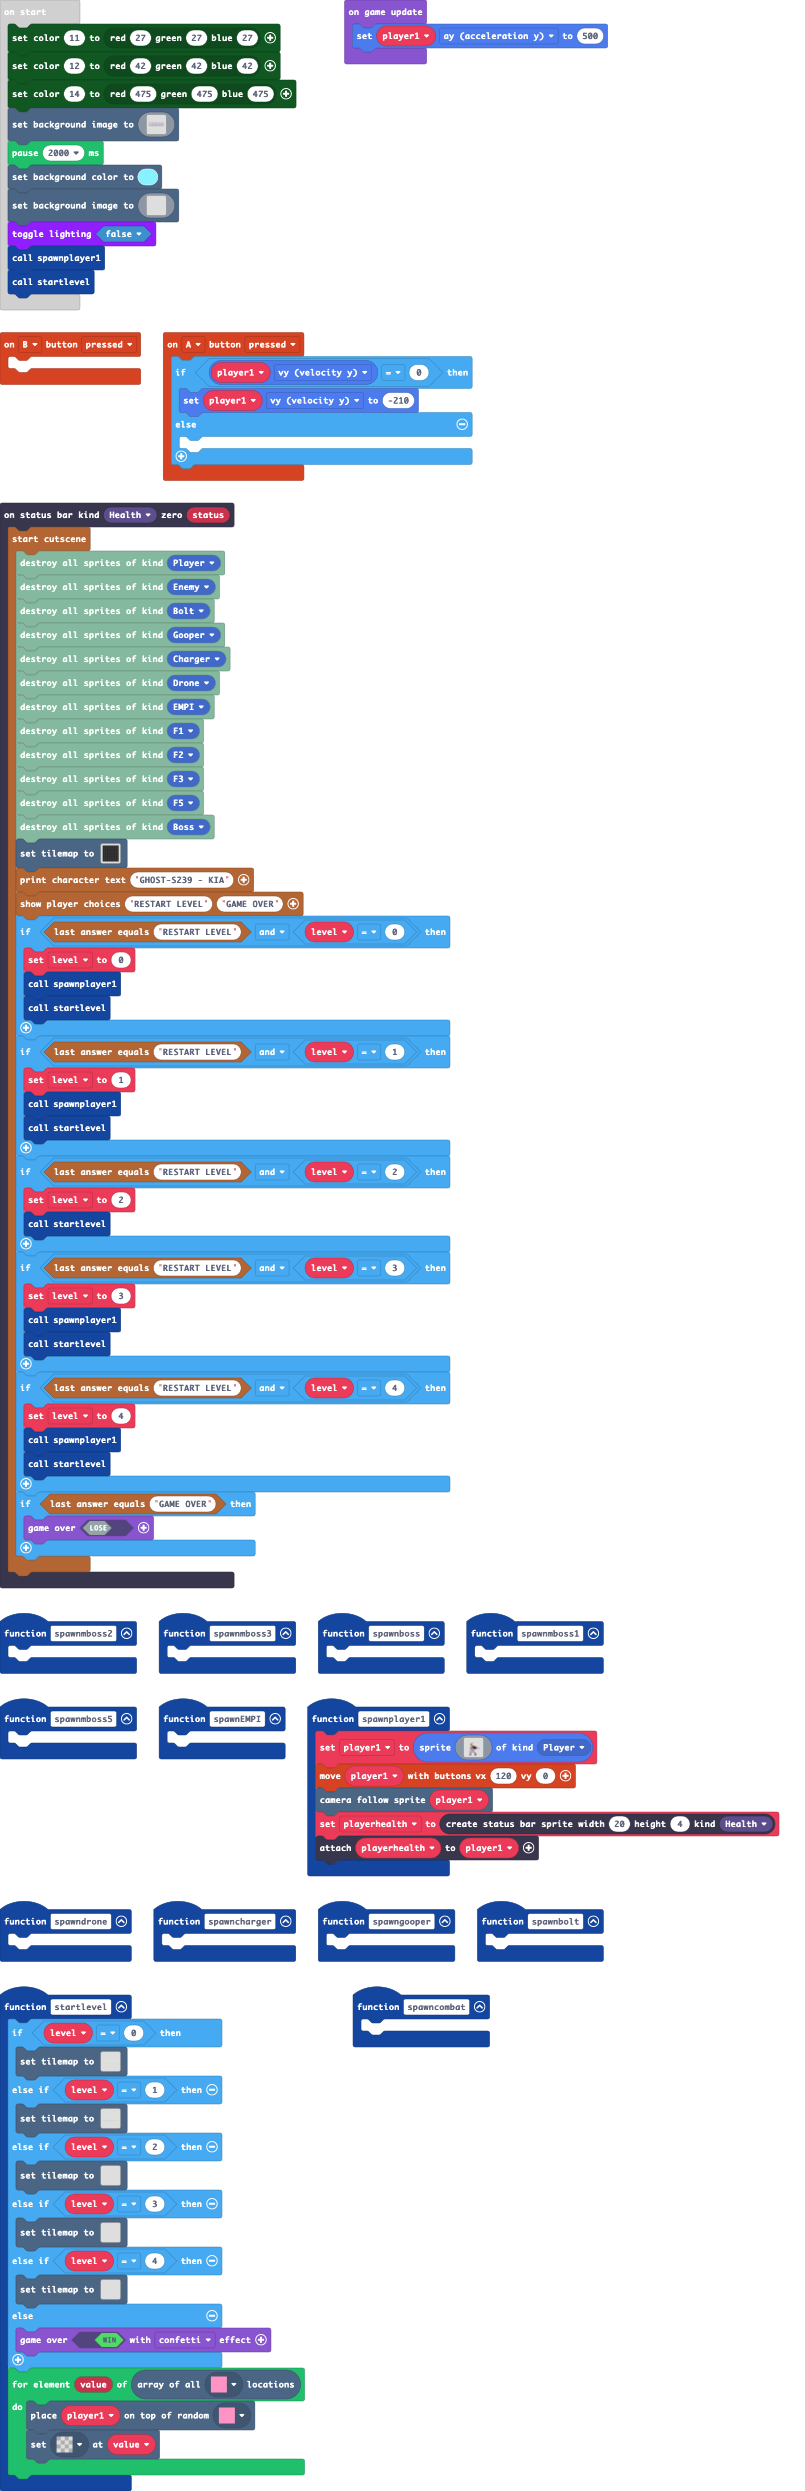 on start
set color 11 to red 27 green 27 blue 27
set color 12 to red 42 green 42 blue 42
set color 14 to red 475 green 475 blue 475
set background image to
pause 2000 ms
set background color to
set background image to
toggle lighting false
call spawnplayer1
call startlevel
on game update
set player1 ay (acceleration y) to 500
on B button pressed
on A button pressed
if player1 vy (velocity y) = 0 then
set player1 vy (velocity y) to -210
else
on status bar kind Health zero status
start cutscene
destroy all sprites of kind Player
destroy all sprites of kind Enemy
destroy all sprites of kind Bolt
destroy all sprites of kind Gooper
destroy all sprites of kind Charger
destroy all sprites of kind Drone
destroy all sprites of kind EMPI
destroy all sprites of kind F1
destroy all sprites of kind F2
destroy all sprites of kind F3
destroy all sprites of kind F5
destroy all sprites of kind Boss
set tilemap to
print character text "GHOST-S239 - KIA"
show player choices "RESTART LEVEL" "GAME OVER"
if last answer equals "RESTART LEVEL" and level = 0 then
set level to 0
call spawnplayer1
call startlevel
if last answer equals "RESTART LEVEL" and level = 1 then
set level to 1
call spawnplayer1
call startlevel
if last answer equals "RESTART LEVEL" and level = 2 then
set level to 2
call startlevel
if last answer equals "RESTART LEVEL" and level = 3 then
set level to 3
call spawnplayer1
call startlevel
if last answer equals "RESTART LEVEL" and level = 4 then
set level to 4
call spawnplayer1
call startlevel
if last answer equals "GAME OVER" then
game over LOSE
function spawnmboss2
function spawnmboss3
function spawnboss
function spawnmboss1
function spawnmboss5
function spawnEMPI
function spawnplayer1
set player1 to sprite of kind Player
move player1 with buttons vx 120 vy 0
camera follow sprite player1
set playerhealth to create status bar sprite width 20 height 4 kind Health
attach playerhealth to player1
function spawndrone
function spawncharger
function spawngooper
function spawnbolt
function startlevel
if level = 0 then
set tilemap to
else if level = 1 then
set tilemap to
else if level = 2 then
set tilemap to
else if level = 3 then
set tilemap to
else if level = 4 then
set tilemap to
else
game over WIN with confetti effect
for element value of array of all locations
do
place player1 on top of random
set at value
function spawncombat